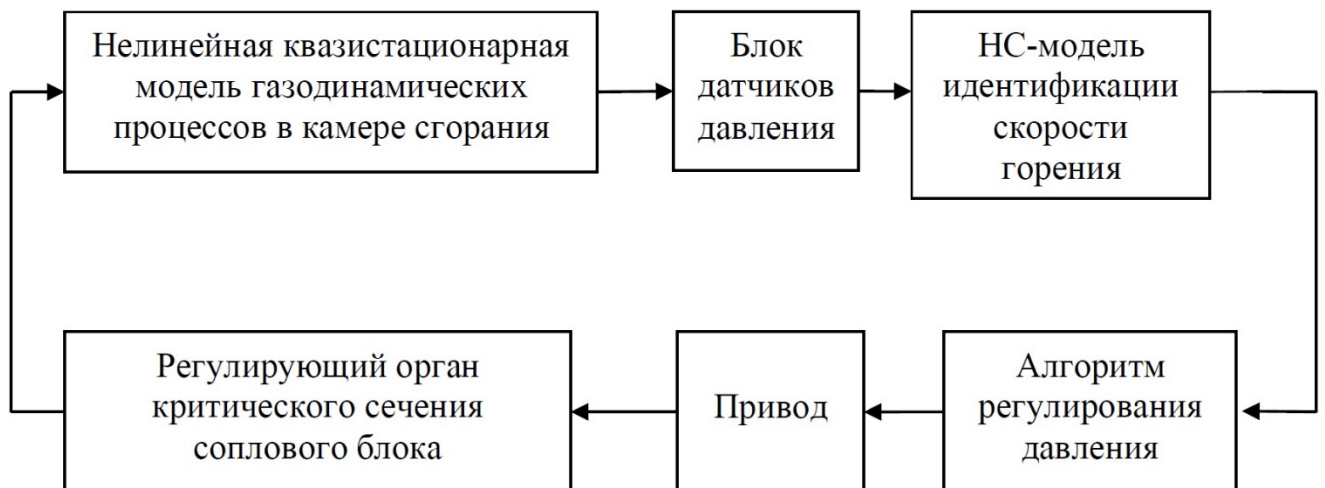 Нелинейная квазистационарная
модель газодинамических
процессов в камере сгорания
Блок
датчиков
давления
НС-модель
идентификации
скорости
горения
Регулирующий орган
критического сечения
соплового блока
Привод
Алгоритм
регулирования
давления